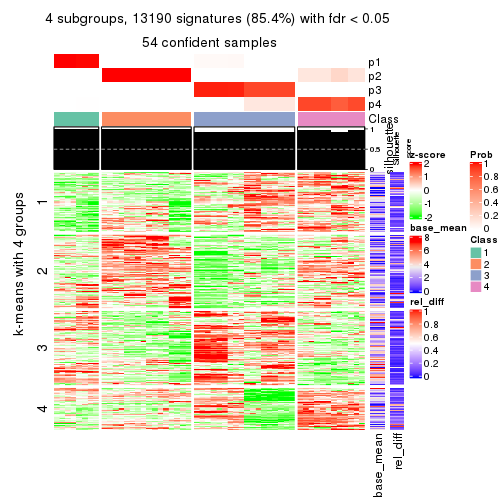 4 subgroups, 13190 signatures (85.4%) with fdr < 0.05
54 confident samples
p1
p2
p3
p4
Class
1
0.5
0
silhouette
Silhouette
score
k-means with 4 groups
1
2
3
4
base_mean
rel_diff
z-score
2
1
0
-1
-2
base_mean
8
6
4
2
0
rel_diff
1
0.8
0.6
0.4
0.2
0
Prob
1
0.8
0.6
0.4
0.2
0
Class
1
2
3
4